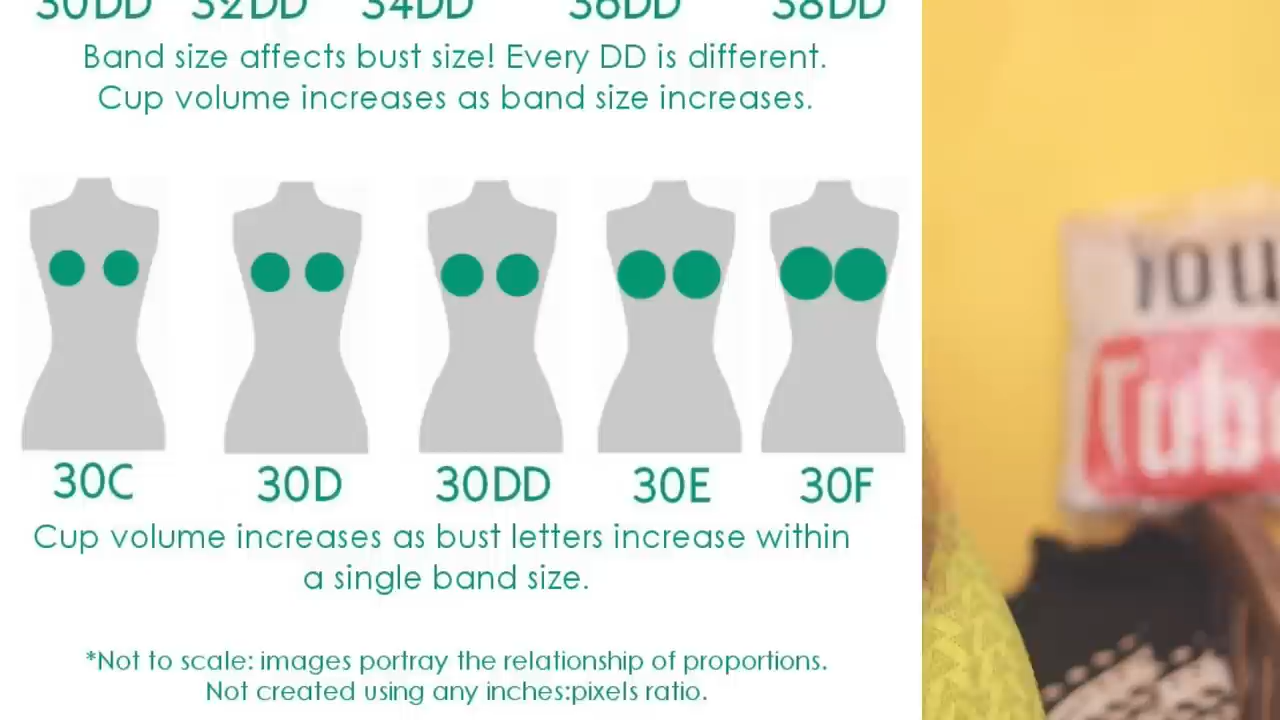 30DD 32DD 34DD 36DD 38DD
Band size affects bust size! Every DD is different.
Cup volume increases as band size increases.
30C 30D 30DD 30E 30F
Cup volume increases as bust letters increase within
a single band size.
*Not to scale: images portray the relationship of proportions.
Not created using any inches:pixels ratio.
You
Tube